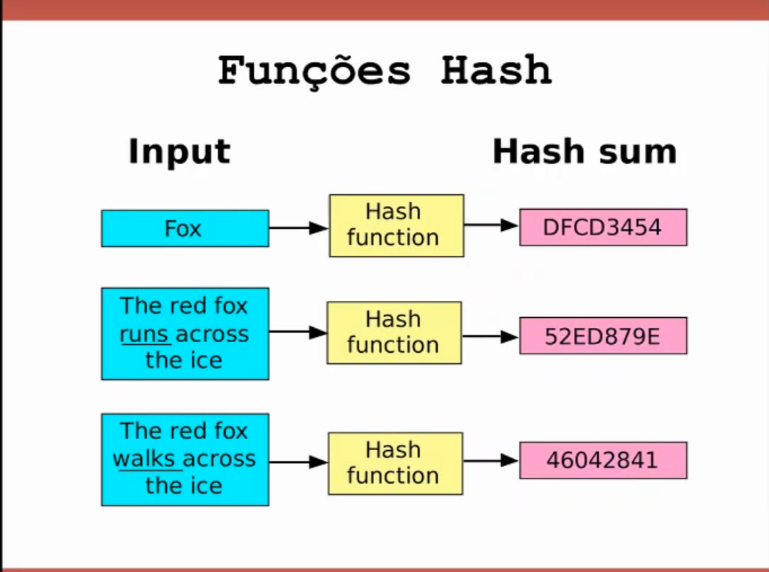 Funções Hash
Input
Hash sum
Fox
Hash
function
DFCD3454
The red fox
runs across
the ice
Hash
function
52ED879E
The red fox
walks across
the ice
Hash
function
46042841